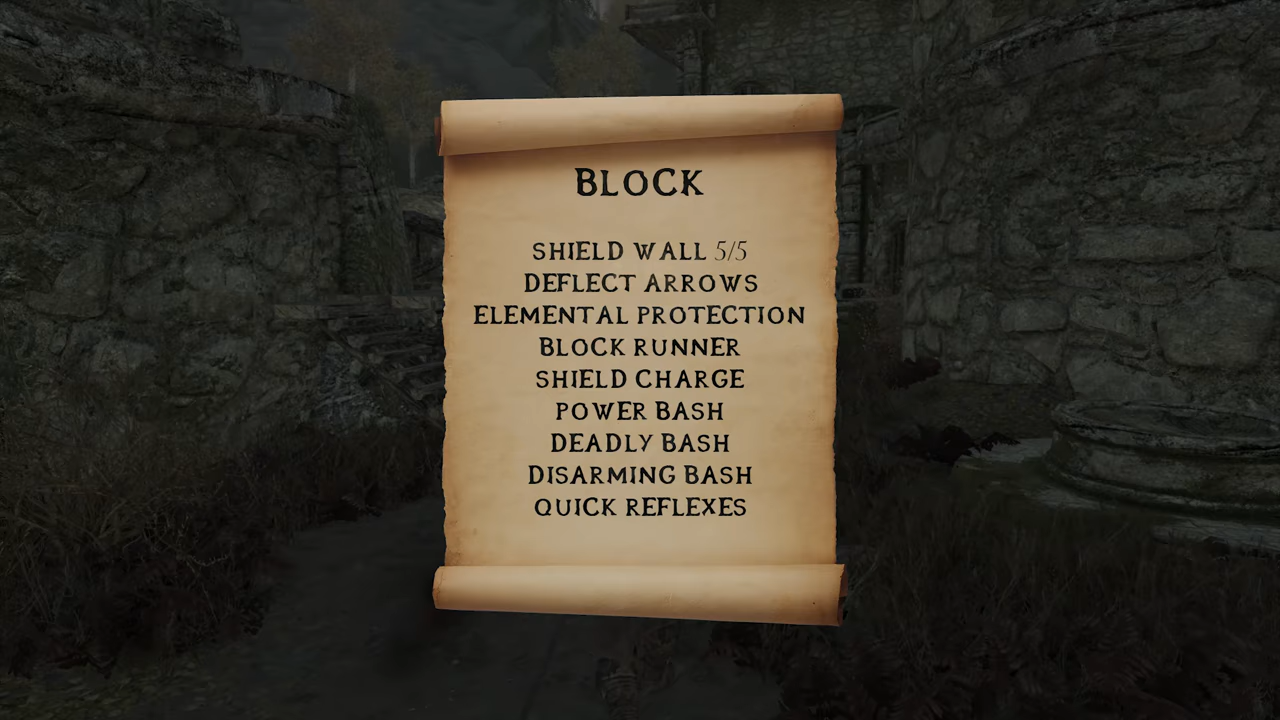 BLOCK
SHIELD WALL 5/5
DEFLECT ARROWS
ELEMENTAL PROTECTION
BLOCK RUNNER
SHIELD CHARGE
POWER BASH
DEADLY BASH
DISARMING BASH
QUICK REFLEXES